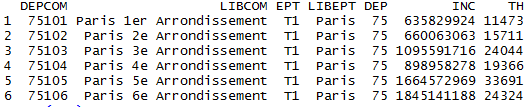 DEPCOM LIBCOM EPT LIBEPT DEP INC TH
1 75101 Paris 1er Arrondissement T1 Paris 75 635829924 11473
2 75102 Paris 2e Arrondissement T1 Paris 75 660063063 15711
3 75103 Paris 3e Arrondissement T1 Paris 75 1095591716 24044
4 75104 Paris 4e Arrondissement T1 Paris 75 898958278 19366
5 75105 Paris 5e Arrondissement T1 Paris 75 1664572969 33691
6 75106 Paris 6e Arrondissement T1 Paris 75 1845141188 24324